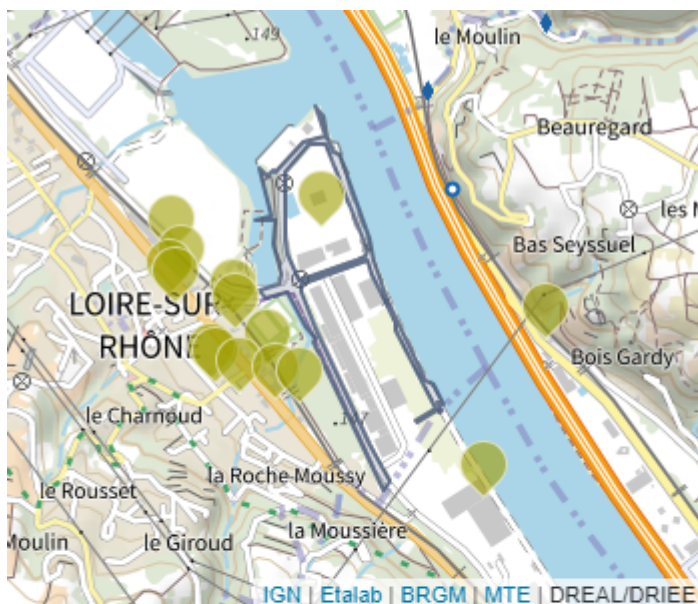 149
le Moulin
Beauregard
les M
Bas Seyssuel
LOIRE-SUR-
RHÔNE
Bois Gardy
le Charnoud
147
la Roche-Moussy
le Rousset
la Moussière
Moulin
le Giroud
IGN | Etalab | BRGM | MTE | DREAL/DRIEE